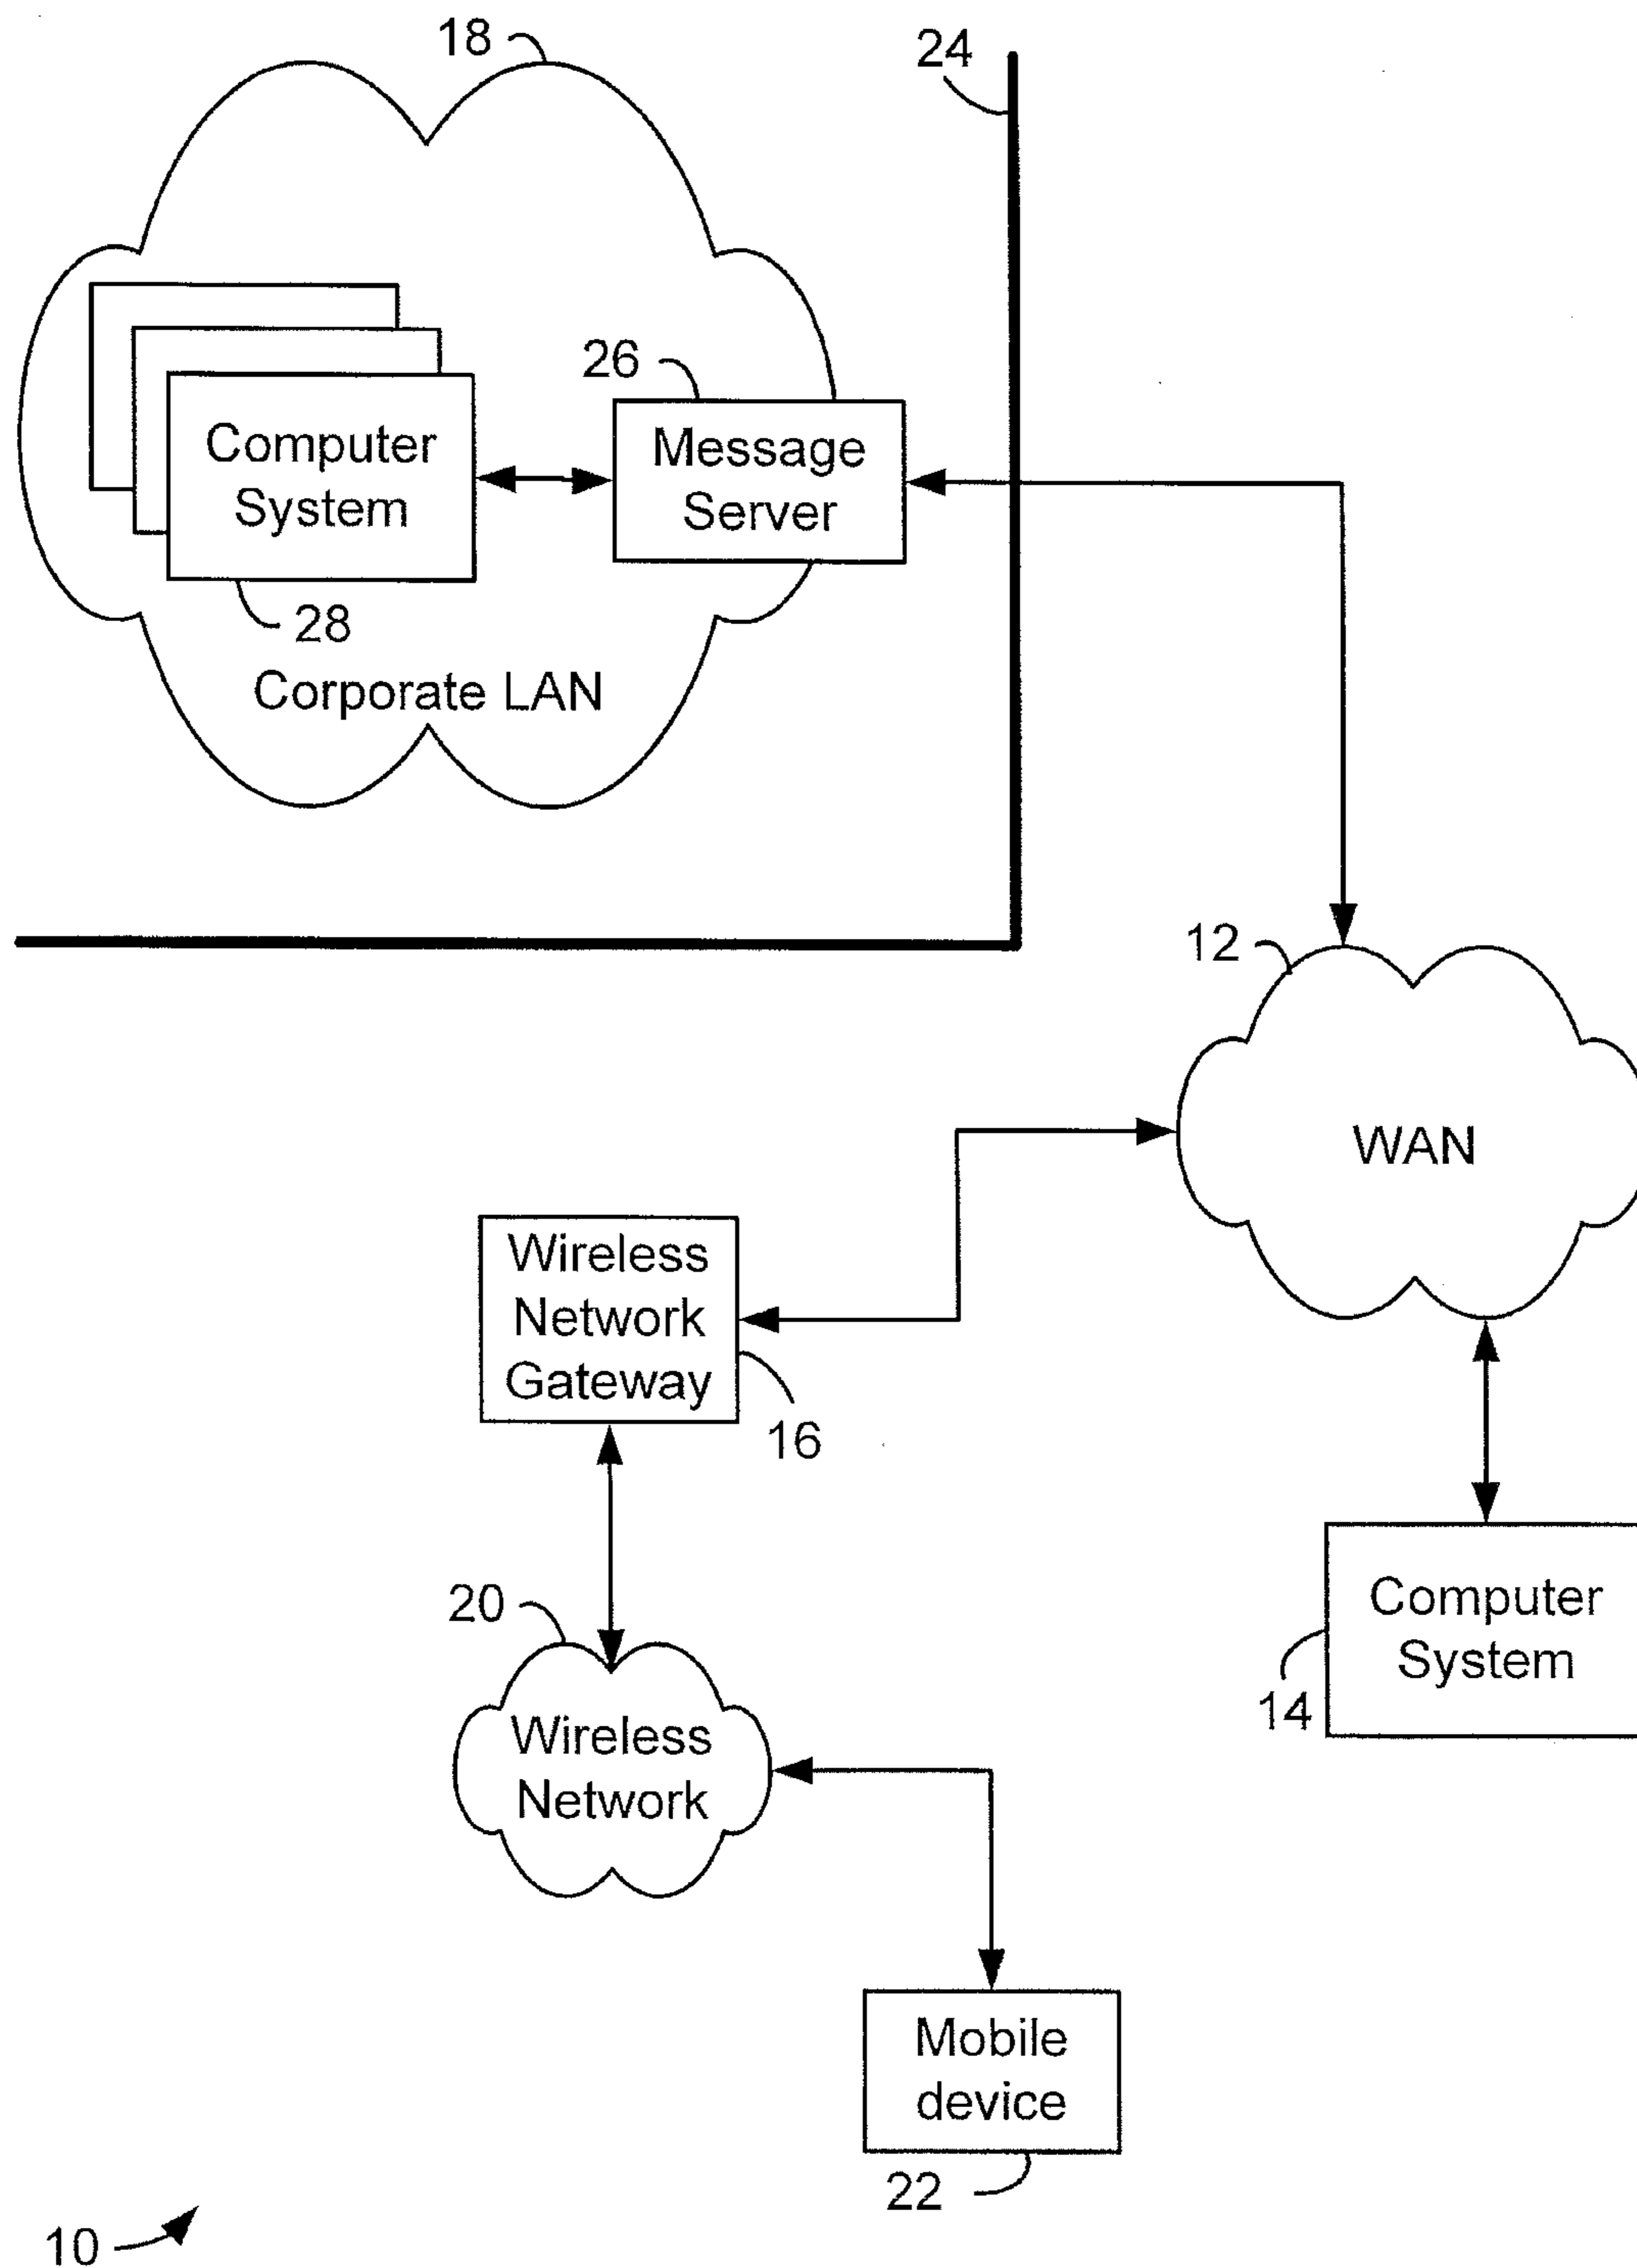 18
24
26
Computer
System
Message
Server
28
Corporate LAN
12
WAN
Wireless
Network
Gateway
16
20
Computer
System
14
Wireless
Network
Mobile
device
22
10